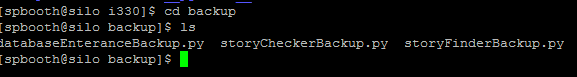 [spbooth@silo i330]$ cd backup
[spbooth@silo backup]$ ls
databaseEnteranceBackup.py storyCheckerBackup.py storyFinderBackup.py
[spbooth@silo backup]$